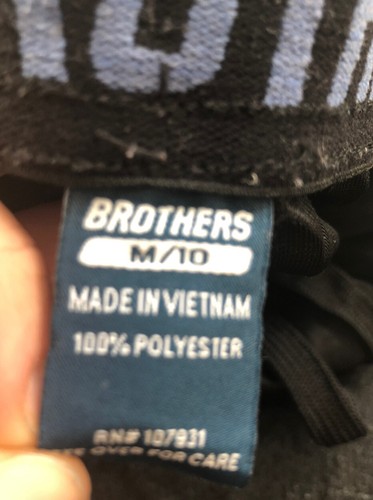 BROTHERS
M/10
MADE IN VIETNAM
100% POLYESTER
RN# 107931
OVER FOR CARE